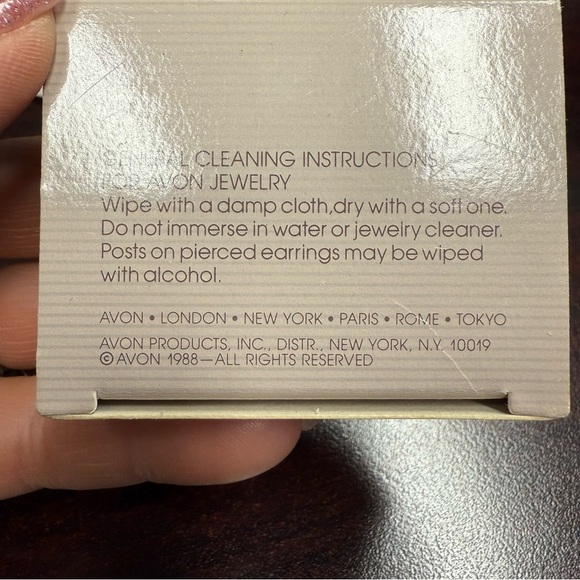 GENERAL CLEANING INSTRUCTIONS
FOR AVON JEWELRY
Wipe with a damp cloth,dry with a soft one.
Do not immerse in water or jewelry cleaner.
Posts on pierced earrings may be wiped
with alcohol.
AVON • LONDON • NEW YORK • PARIS • ROME • TOKYO
AVON PRODUCTS, INC., DISTR., NEW YORK, N.Y. 10019
© AVON 1988—ALL RIGHTS RESERVED